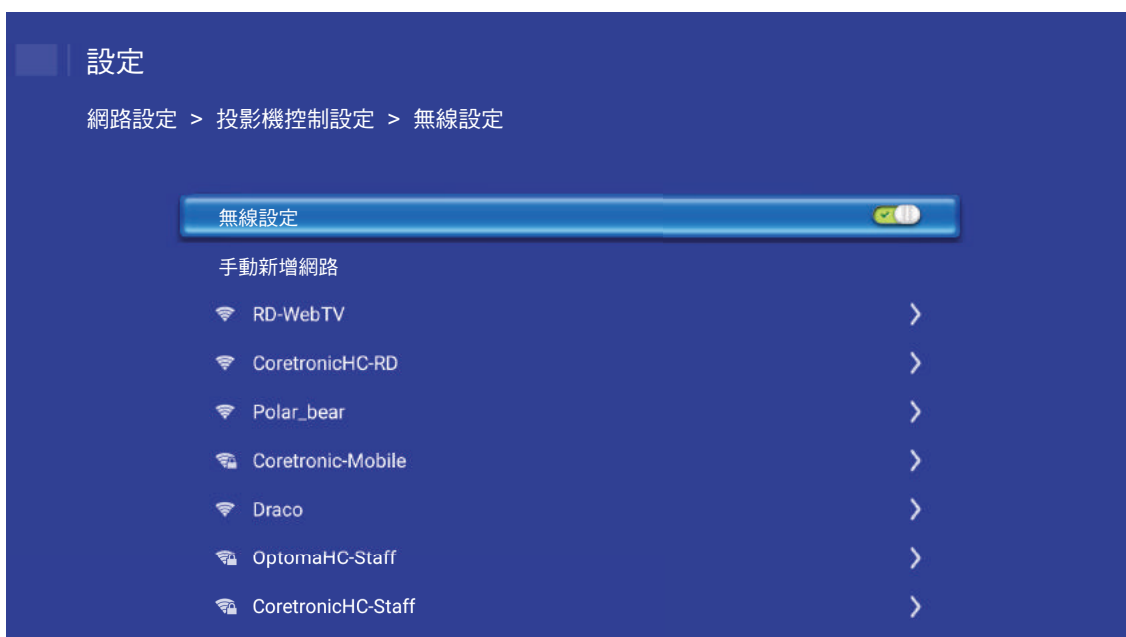 設定
網路設定 > 投影機控制設定 > 無線設定
無線設定
手動新增網路
RD-WebTV
CoretronicHC-RD
Polar_bear
Coretronic-Mobile
Draco
OptomaHC-Staff
CoretronicHC-Staff